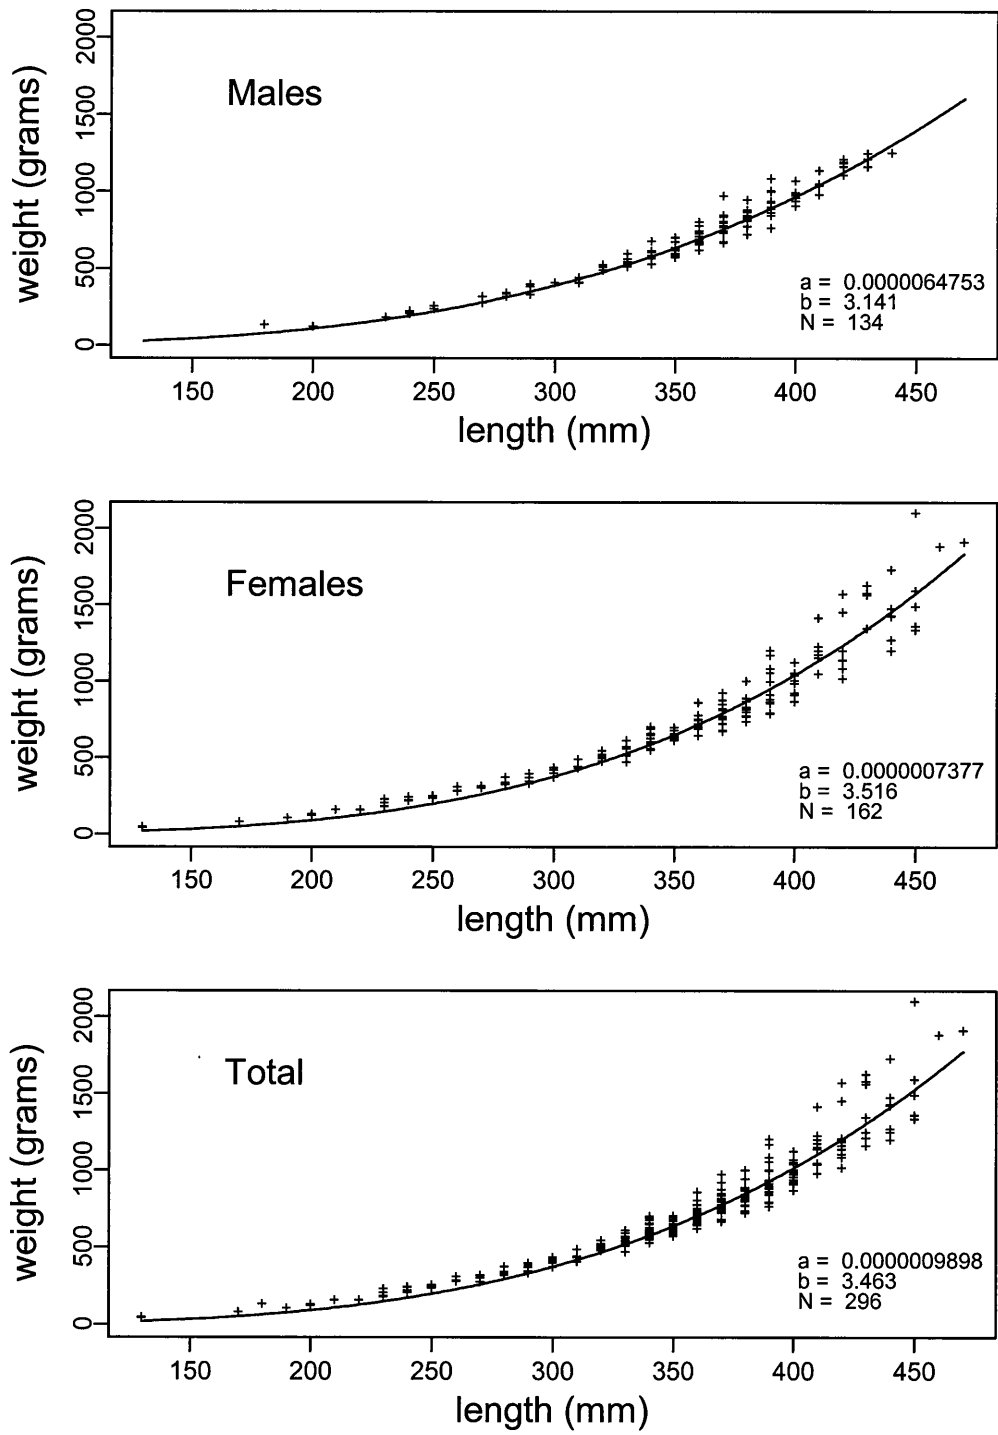 2000
1500
1000
500
0
weight (grams)
Males
a = 0.0000064753
b = 3.141
N = 134
150 200 250 300 350 400 450
length (mm)
2000
1500
1000
500
0
weight (grams)
Females
a = 0.0000007377
b = 3.516
N = 162
150 200 250 300 350 400 450
length (mm)
2000
1500
1000
500
0
weight (grams)
Total
a = 0.0000009898
b = 3.463
N = 296
150 200 250 300 350 400 450
length (mm)